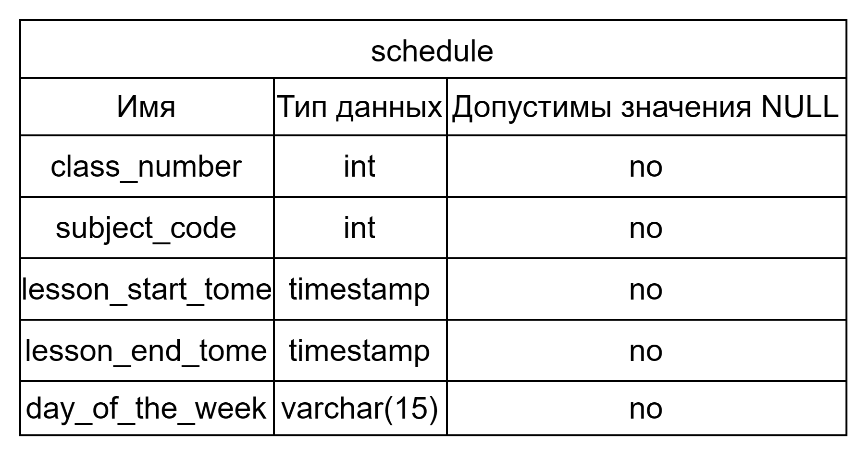 schedule
Имя Тип данных Допустимы значения NULL
class_number int no
subject_code int no
lesson_start_tome timestamp no
lesson_end_tome timestamp no
day_of_the_week varchar(15) no